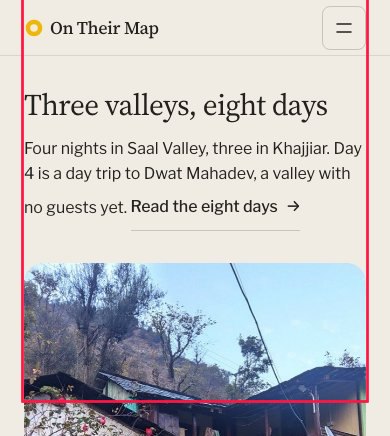 On Their Map
Three valleys, eight days
Four nights in Saal Valley, three in Khajjiar. Day
4 is a day trip to Dwat Mahadev, a valley with
no guests yet. Read the eight days →